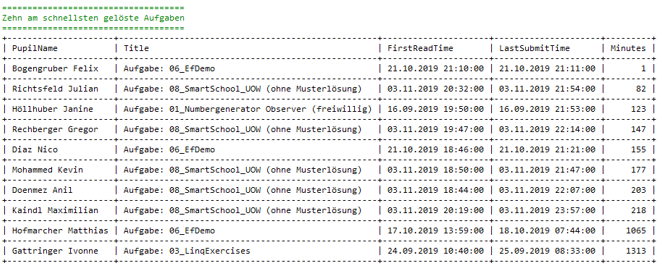 =====================================
Zehn am schnellsten gelöste Aufgaben
=====================================
| PupilName | Title | FirstReadTime | LastSubmitTime | Minutes |
| Bogengruber Felix | Aufgabe: 06_EfDemo | 21.10.2019 21:10:00 | 21.10.2019 21:11:00 | 1 |
| Richtsfeld Julian | Aufgabe: 08_SmartSchool_UOW (ohne Musterlösung) | 03.11.2019 20:32:00 | 03.11.2019 21:54:00 | 82 |
| Höllhuber Janine | Aufgabe: 01_Numbergenerator Observer (freiwillig) | 16.09.2019 19:50:00 | 16.09.2019 21:53:00 | 123 |
| Rechberger Gregor | Aufgabe: 08_SmartSchool_UOW (ohne Musterlösung) | 03.11.2019 19:47:00 | 03.11.2019 22:14:00 | 147 |
| Diaz Nico | Aufgabe: 06_EfDemo | 21.10.2019 18:46:00 | 21.10.2019 21:21:00 | 155 |
| Mohammed Kevin | Aufgabe: 08_SmartSchool_UOW (ohne Musterlösung) | 03.11.2019 18:50:00 | 03.11.2019 21:47:00 | 177 |
| Doenmez Anil | Aufgabe: 08_SmartSchool_UOW (ohne Musterlösung) | 03.11.2019 18:44:00 | 03.11.2019 22:07:00 | 203 |
| Kaindl Maximilian | Aufgabe: 08_SmartSchool_UOW (ohne Musterlösung) | 03.11.2019 20:19:00 | 03.11.2019 23:57:00 | 218 |
| Hofmarcher Matthias | Aufgabe: 06_EfDemo | 17.10.2019 13:59:00 | 18.10.2019 07:44:00 | 1065 |
| Gattringer Ivonne | Aufgabe: 03_LinqExercises | 24.09.2019 10:40:00 | 25.09.2019 08:33:00 | 1313 |